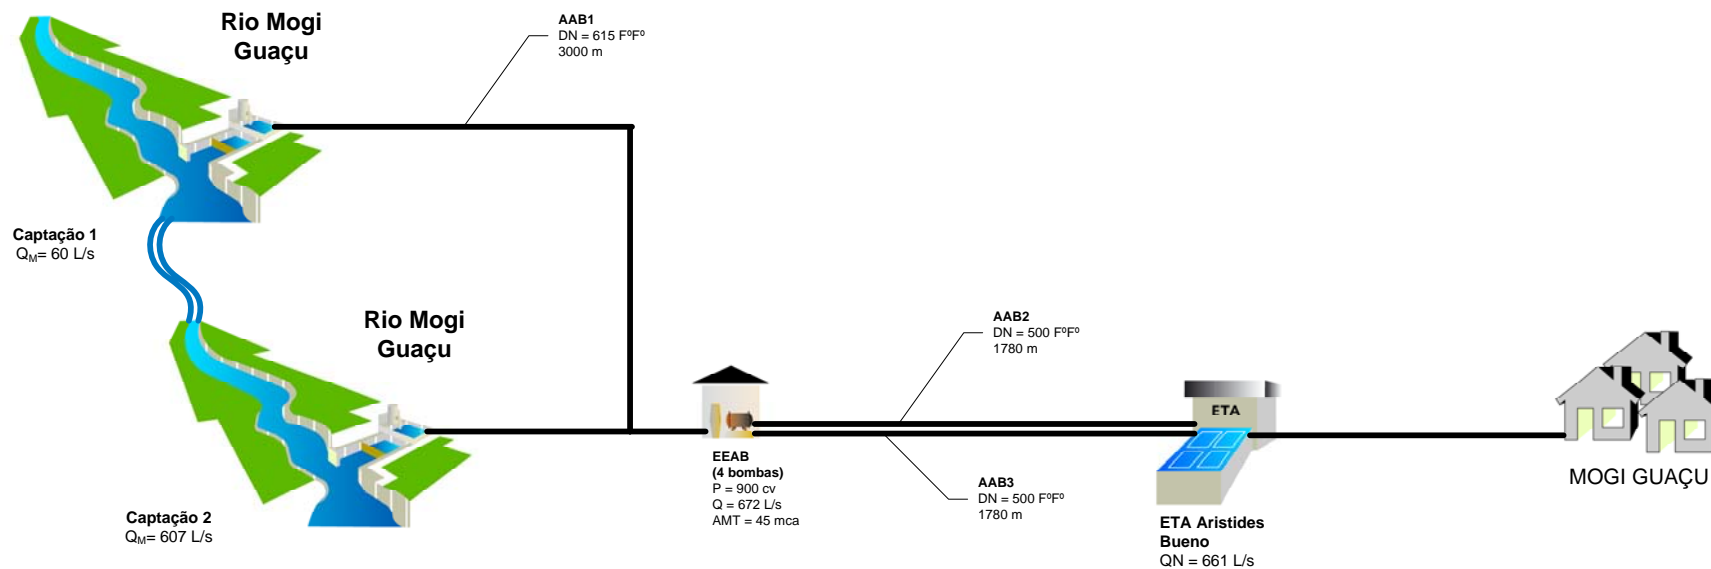 Rio Mogi
Guaçu
AAB1
DN = 615 FºFº
3000 m
Captação 1
QM= 60 L/s
Rio Mogi
Guaçu
AAB2
DN = 500 FºFº
1780 m
ETA
EEAB
(4 bombas)
P = 900 cv
Q = 672 L/s
AMT = 45 mca
AAB3
DN = 500 FºFº
1780 m
MOGI GUAÇU
Captação 2
QM= 607 L/s
ETA Aristides
Bueno
QN = 661 L/s